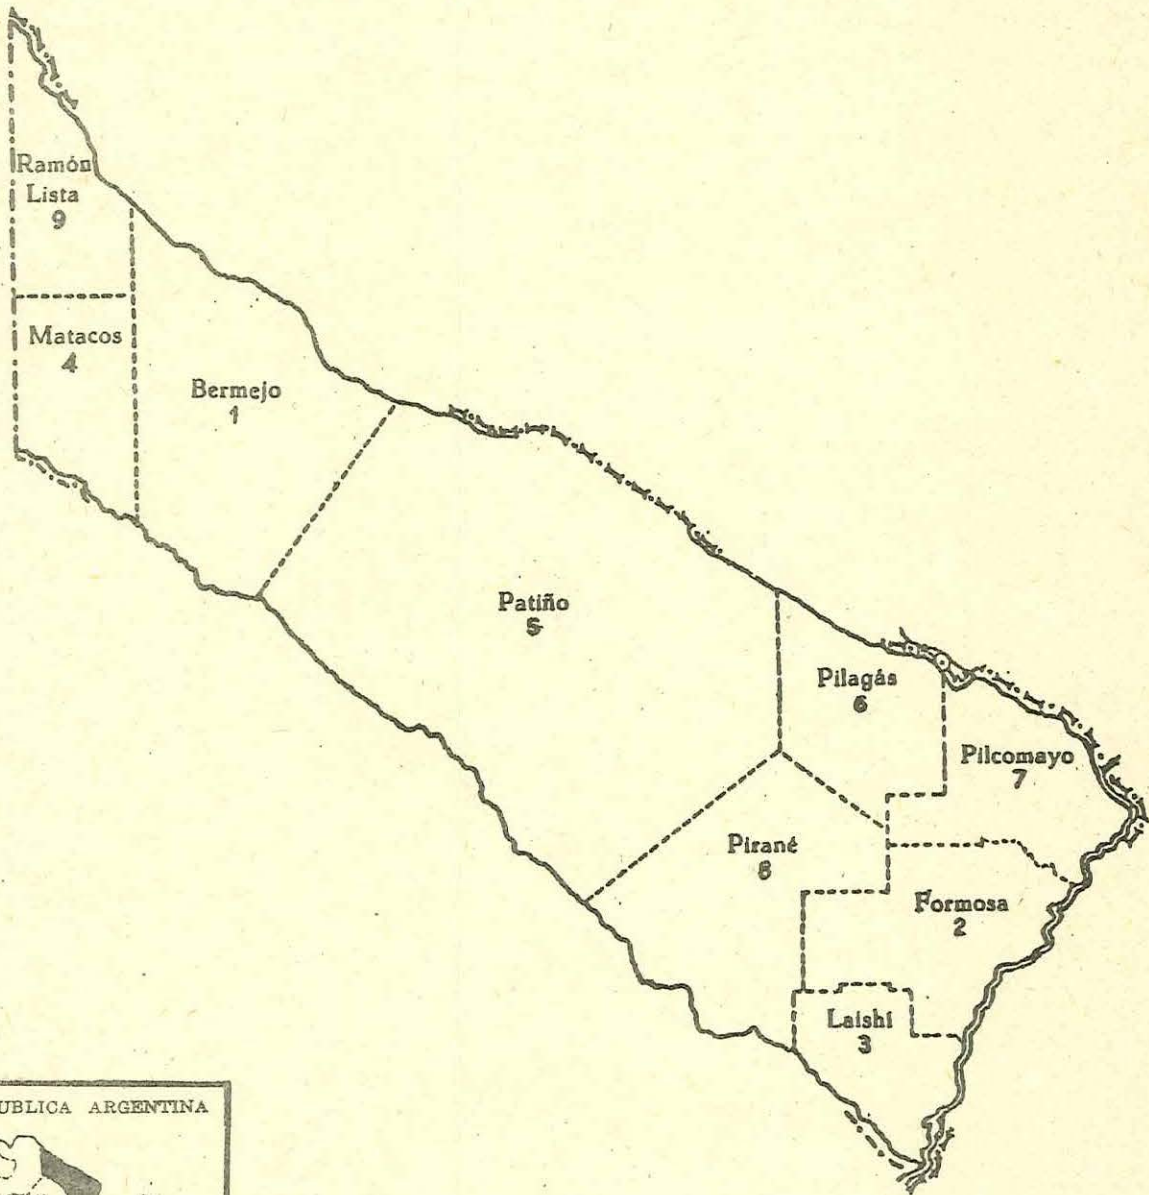 Ramón
Lista
9
Matacos
4
Bermejo
1
Patiño
5
Pilagás
6
Pilcomayo
7
Pirané
8
Formosa
2
Laishi
3
UBLICA ARGENTINA